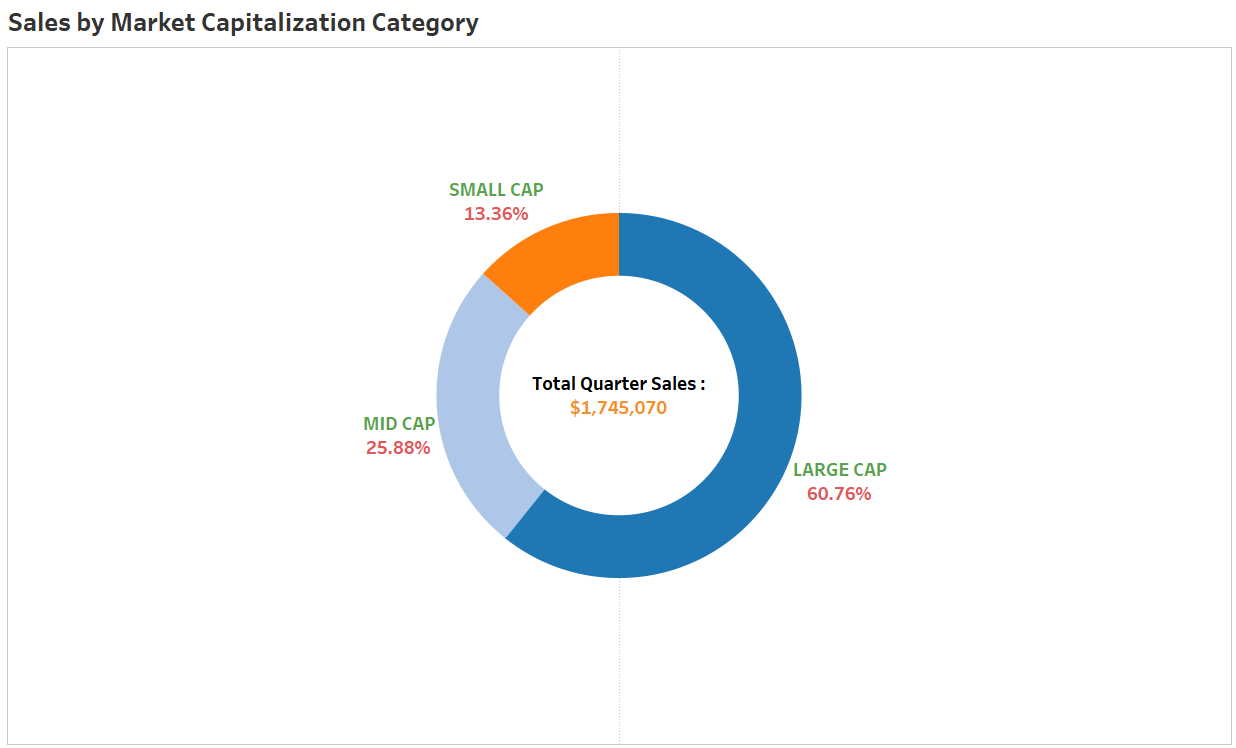 Sales by Market Capitalization Category
SMALL CAP
13.36%
Total Quarter Sales :
$1,745,070
MID CAP
25.88%
LARGE CAP
60.76%